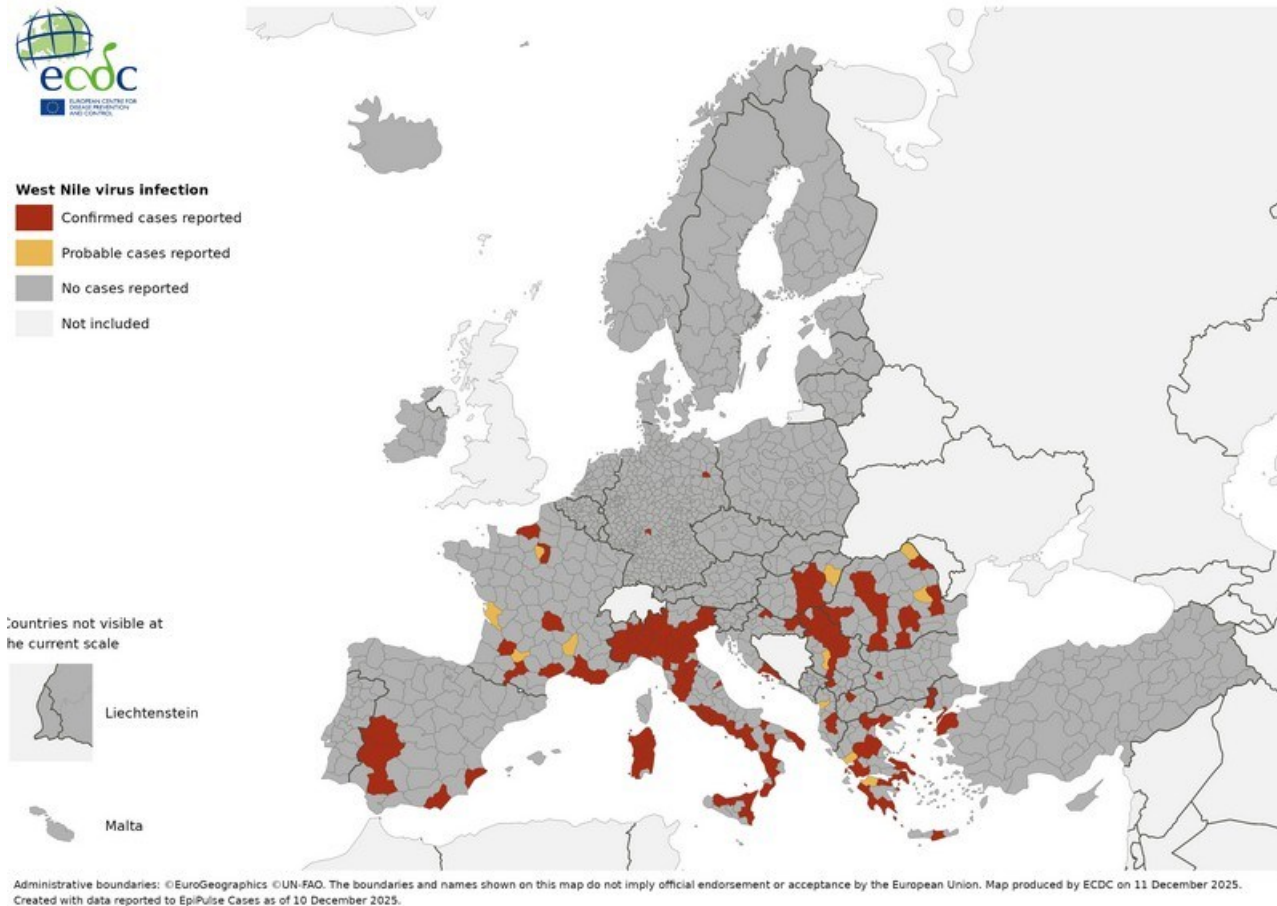 ecdc
EUROPEAN CENTRE FOR
DISEASE PREVENTION
AND CONTROL
West Nile virus infection
Confirmed cases reported
Probable cases reported
No cases reported
Not included
Countries not visible at
he current scale
Liechtenstein
Malta
Administrative boundaries: ©EuroGeographics ©UN-FAO. The boundaries and names shown on this map do not imply official endorsement or acceptance by the European Union. Map produced by ECDC on 11 December 2025.
Created with data reported to EpiPulse Cases as of 10 December 2025.